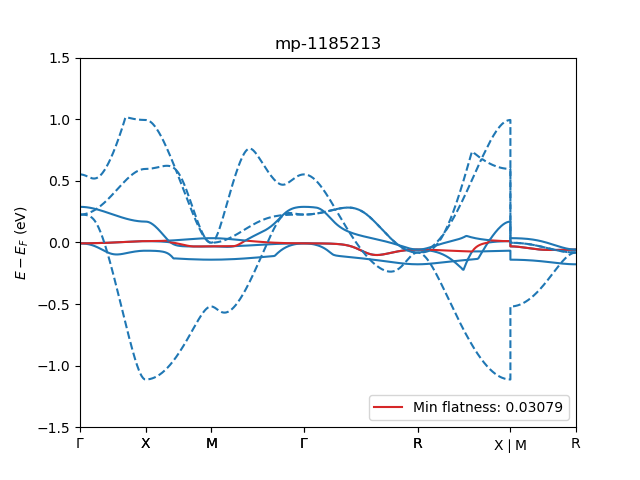 mp-1185213
1.5
1.0
0.5
0.0
−0.5
−1.0
−1.5
E − E_F (eV)
Min flatness: 0.03079
Γ X M Γ R X | M R